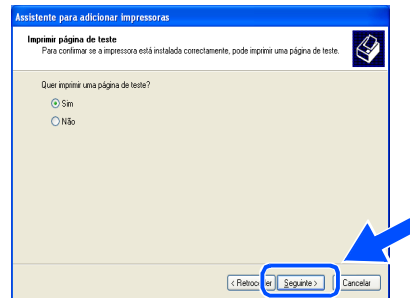 Assistente para adicionar impressoras
Imprimir página de teste
Para confirmar se a impressora está instalada correctamente, pode imprimir uma página de teste.
Quer imprimir uma página de teste?
Sim
Não
< Retroceder Seguinte > Cancelar